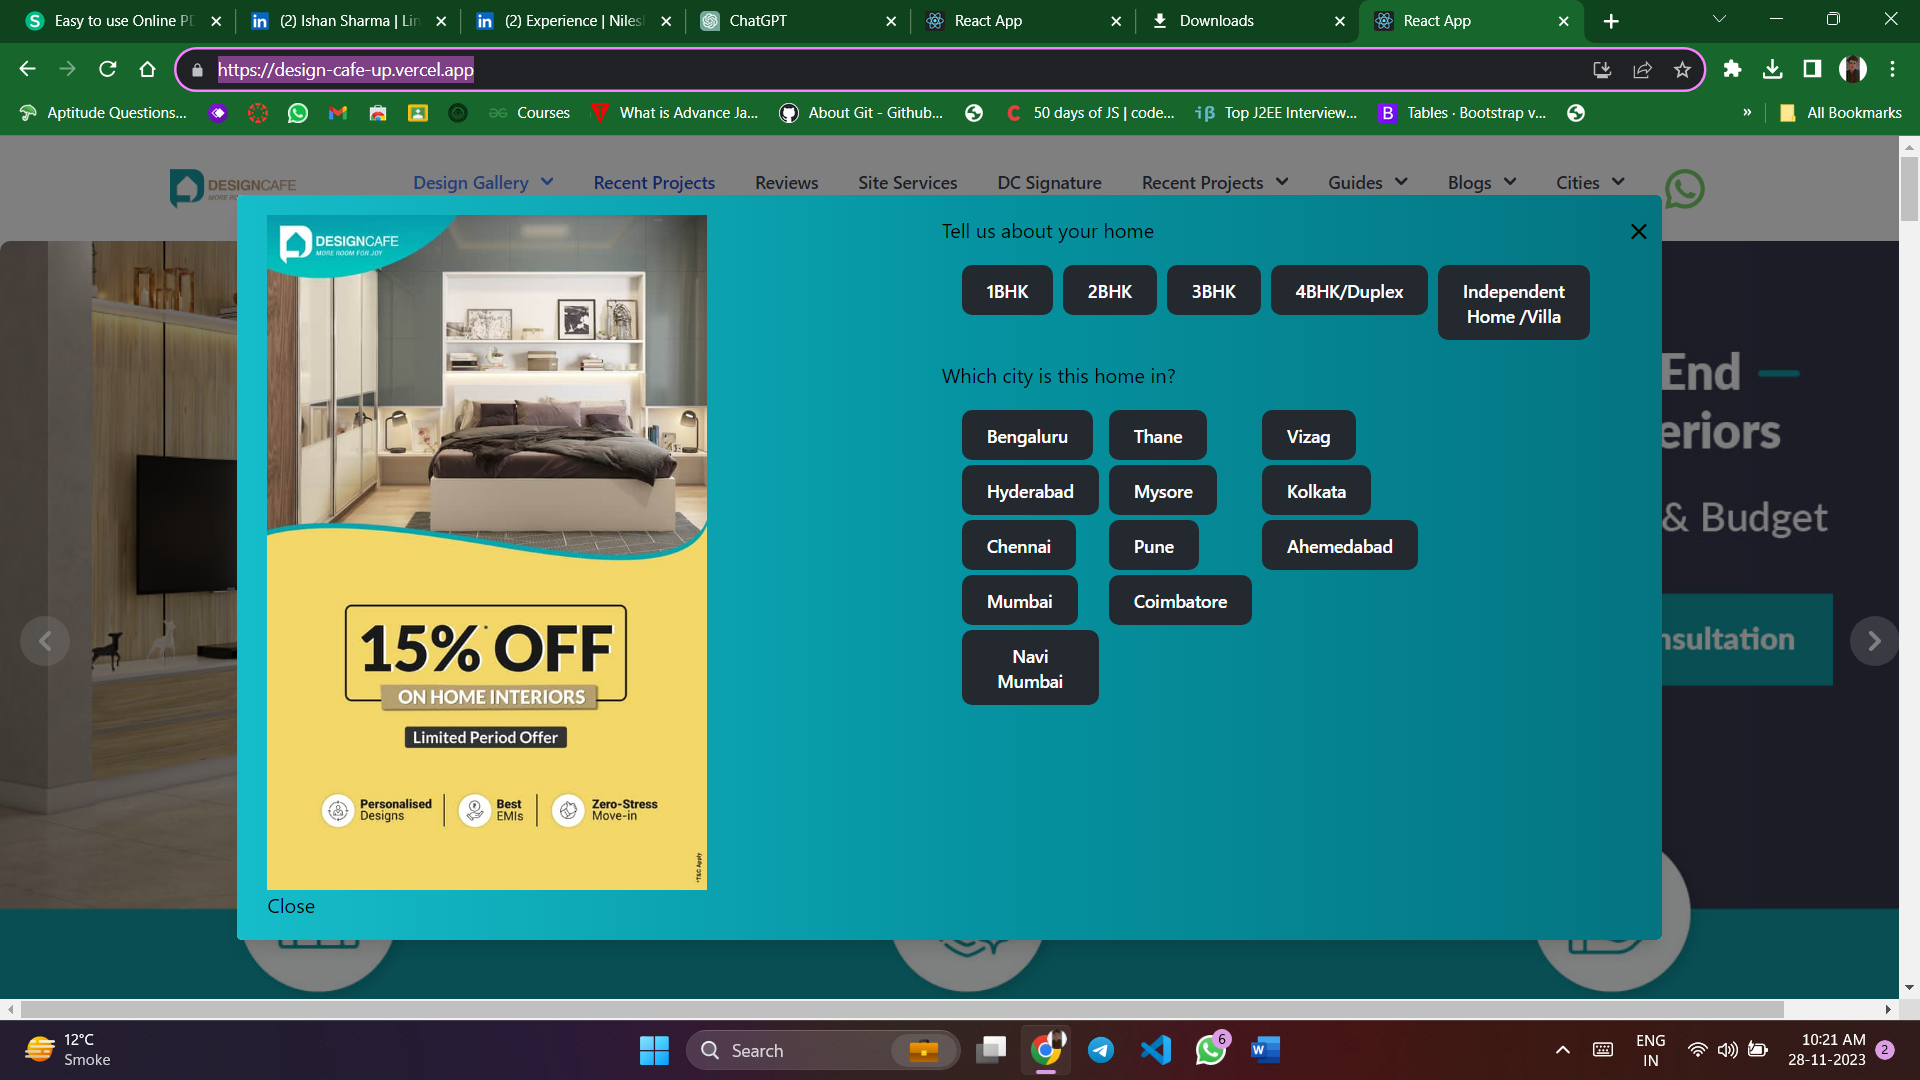 Easy to use Online PD
(2) Ishan Sharma | Lin
(2) Experience | Niles
ChatGPT
React App
Downloads
React App
https://design-cafe-up.vercel.app
Aptitude Questions...
Courses
What is Advance Ja...
About Git - Github...
50 days of JS | code...
Top J2EE Interview...
Tables · Bootstrap v...
»
All Bookmarks
DESIGNCAFE
Design Gallery
Recent Projects
Reviews
Site Services
DC Signature
Recent Projects
Guides
Blogs
Cities
DESIGNCAFE
MORE ROOM FOR JOY
15%* OFF
ON HOME INTERIORS
Limited Period Offer
Personalised
Designs
Best
EMIs
Zero-Stress
Move-in
*T&C Apply
Close
Tell us about your home
1BHK
2BHK
3BHK
4BHK/Duplex
Independent
Home /Villa
Which city is this home in?
Bengaluru
Thane
Vizag
Hyderabad
Mysore
Kolkata
Chennai
Pune
Ahemedabad
Mumbai
Coimbatore
Navi
Mumbai
End
eriors
& Budget
nsultation
12°C
Smoke
Search
6
ENG
IN
10:21 AM
28-11-2023
2